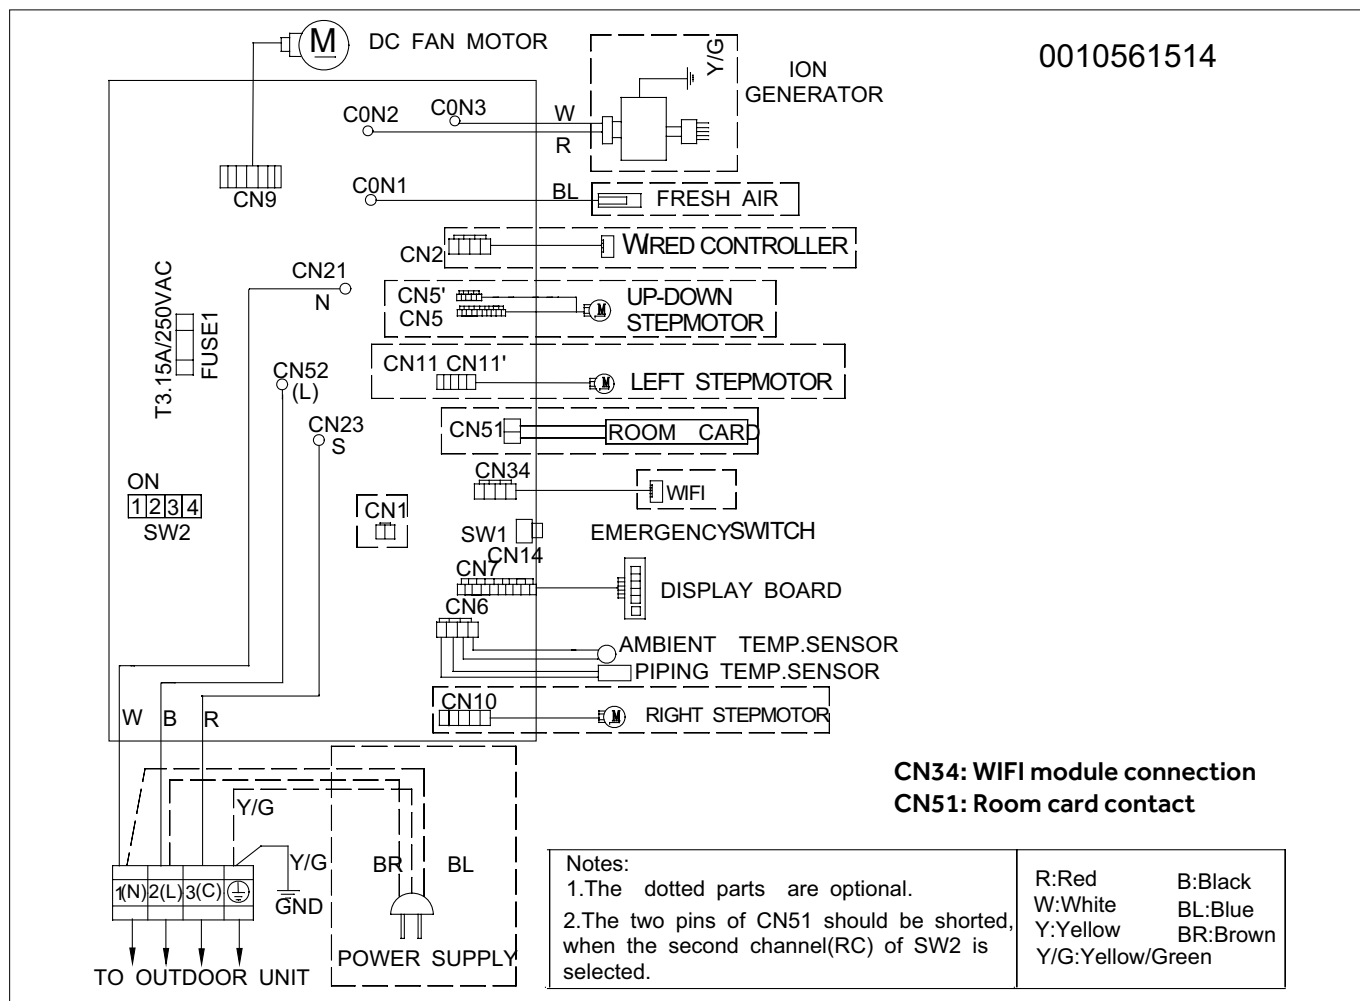 M DC FAN MOTOR
0010561514
Y/G
ION
GENERATOR
C0N2
C0N3
W
R
CN9
C0N1
BL
FRESH AIR
CN2
WIRED CONTROLLER
CN21
N
CN5'
CN5
M
UP-DOWN
STEPMOTOR
T3.15A/250VAC
FUSE1
CN52
(L)
CN11 CN11'
M
LEFT STEPMOTOR
CN23
S
CN51
ROOM CARD
ON
1 2 3 4
SW2
CN34
WIFI
CN1
SW1
EMERGENCY SWITCH
CN14
CN7
DISPLAY BOARD
CN6
AMBIENT TEMP.SENSOR
PIPING TEMP.SENSOR
CN10
M
RIGHT STEPMOTOR
W B R
CN34: WIFI module connection
CN51: Room card contact
Y/G
Y/G
BR
BL
1(N) 2(L) 3(C)
GND
POWER SUPPLY
TO OUTDOOR UNIT
Notes:
1.The dotted parts are optional.
2.The two pins of CN51 should be shorted,
when the second channel(RC) of SW2 is
selected.
R:Red B:Black
W:White BL:Blue
Y:Yellow BR:Brown
Y/G:Yellow/Green